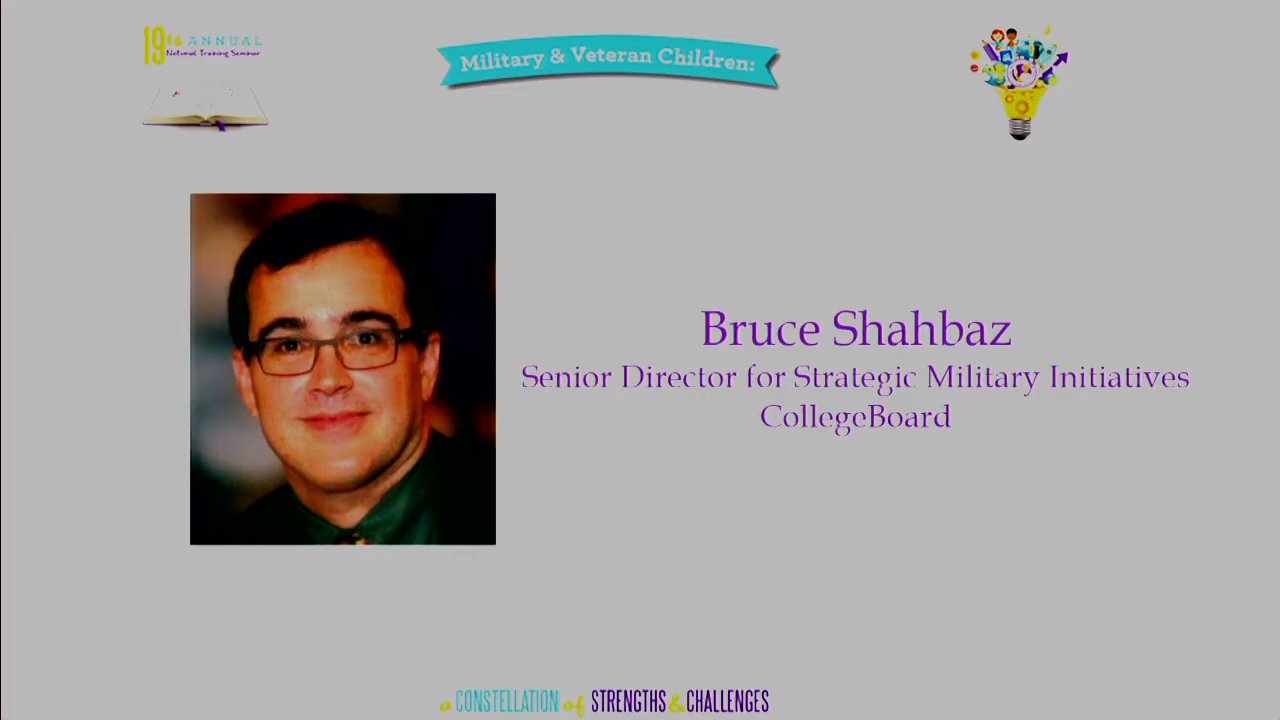 19th ANNUAL
National Training Seminar
Military & Veteran Children:
Bruce Shahbaz
Senior Director for Strategic Military Initiatives
CollegeBoard
a CONSTELLATION of STRENGTHS & CHALLENGES